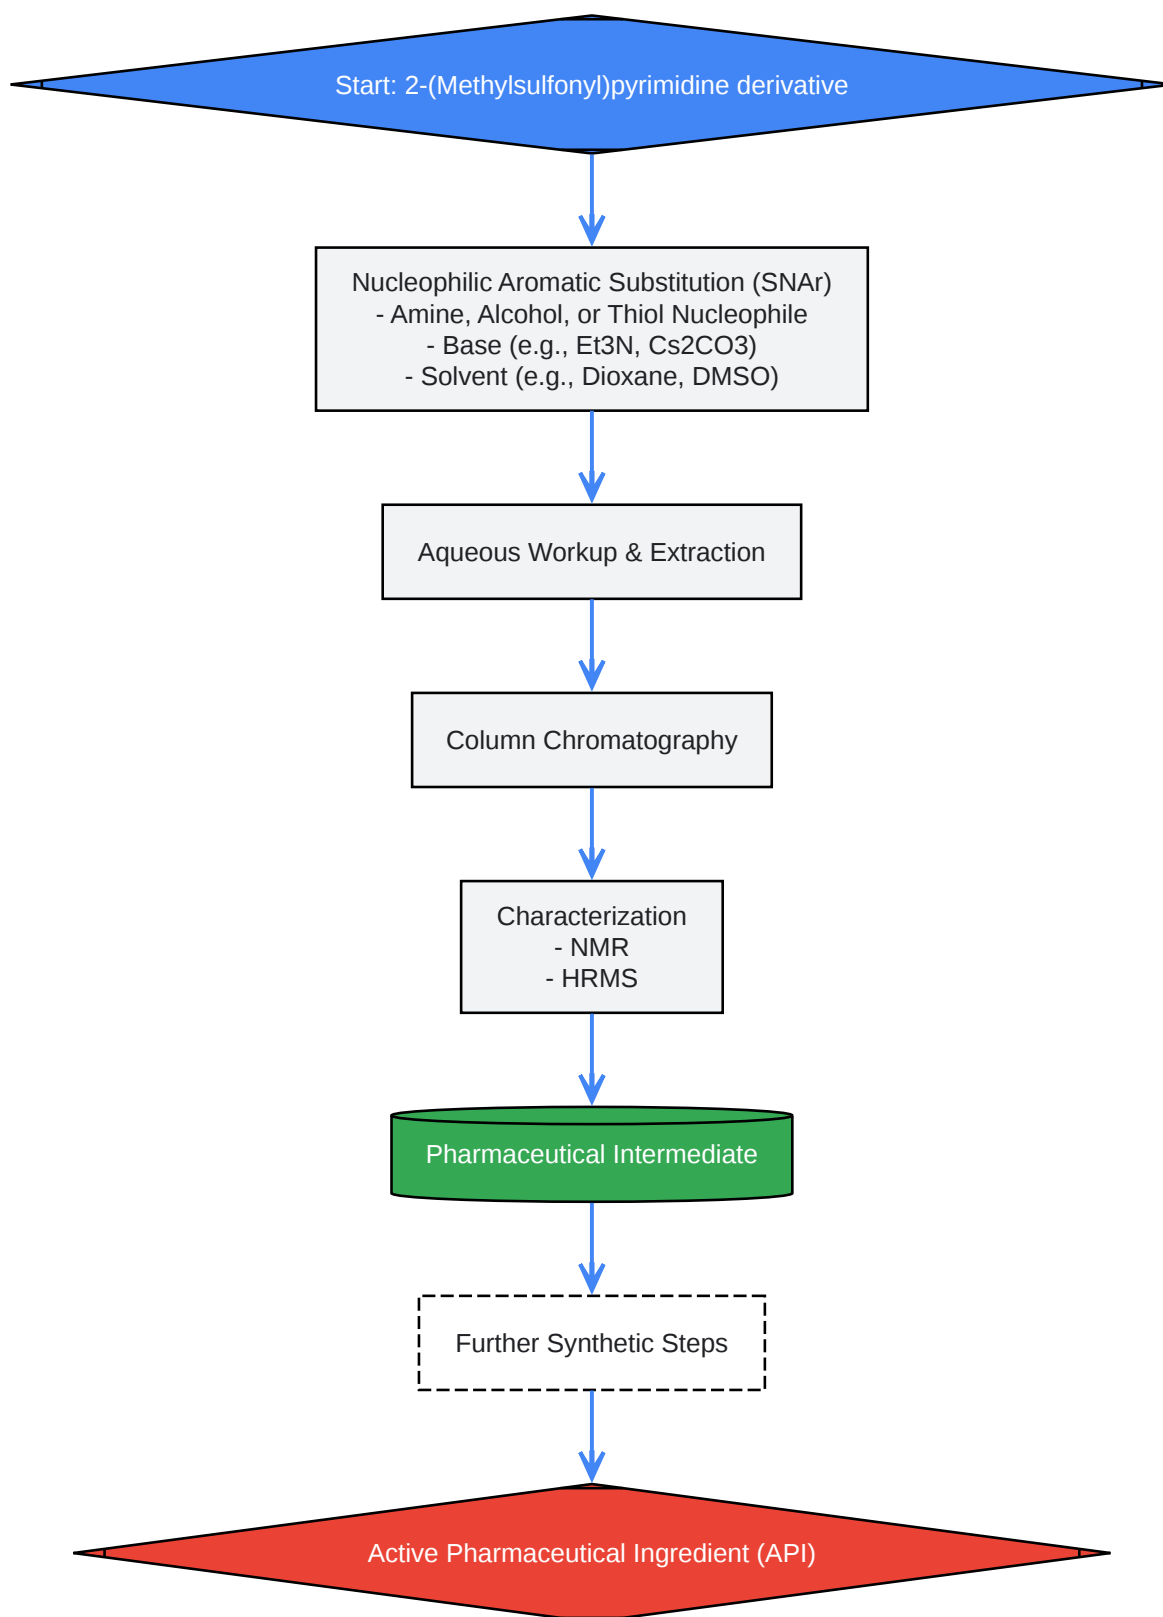 Start: 2-(Methylsulfonyl)pyrimidine derivative
Nucleophilic Aromatic Substitution (SNAr)
- Amine, Alcohol, or Thiol Nucleophile
- Base (e.g., Et3N, Cs2CO3)
- Solvent (e.g., Dioxane, DMSO)
Aqueous Workup & Extraction
Column Chromatography
Characterization
- NMR
- HRMS
Pharmaceutical Intermediate
Further Synthetic Steps
Active Pharmaceutical Ingredient (API)